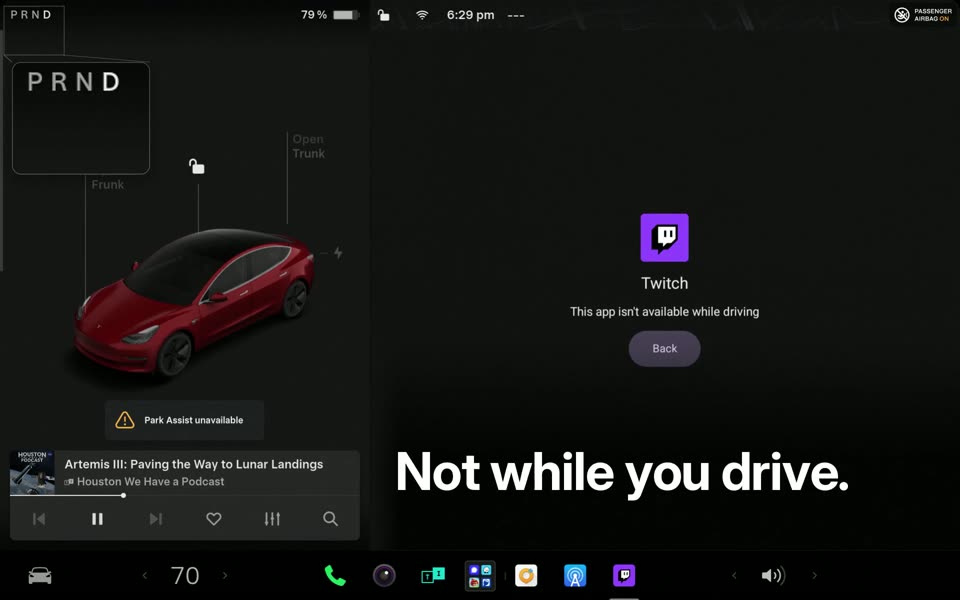 P R N D
79 %
6:29 pm
---
PASSENGER
AIRBAG ON
P R N D
Open
Trunk
Frunk
Twitch
This app isn't available while driving
Back
Park Assist unavailable
HOUSTON
PODCAST
Artemis III: Paving the Way to Lunar Landings
Houston We Have a Podcast
Not while you drive.
70
T
I